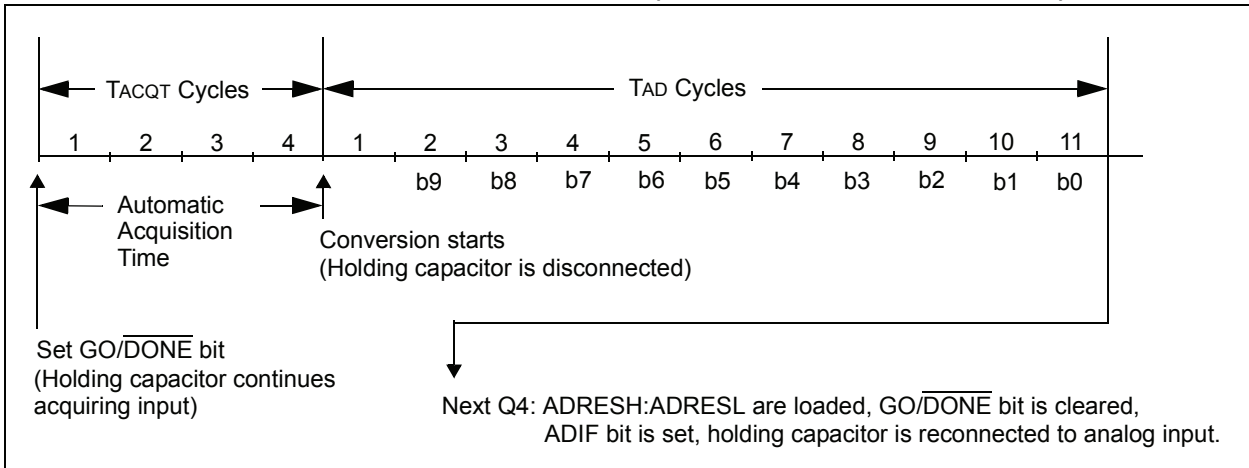 TACQT Cycles TAD Cycles
1 2 3 4 1 2 3 4 5 6 7 8 9 10 11
b9 b8 b7 b6 b5 b4 b3 b2 b1 b0
Automatic
Acquisition
Time
Conversion starts
(Holding capacitor is disconnected)
Set GO/DONE bit
(Holding capacitor continues
acquiring input)
Next Q4: ADRESH:ADRESL are loaded, GO/DONE bit is cleared,
ADIF bit is set, holding capacitor is reconnected to analog input.